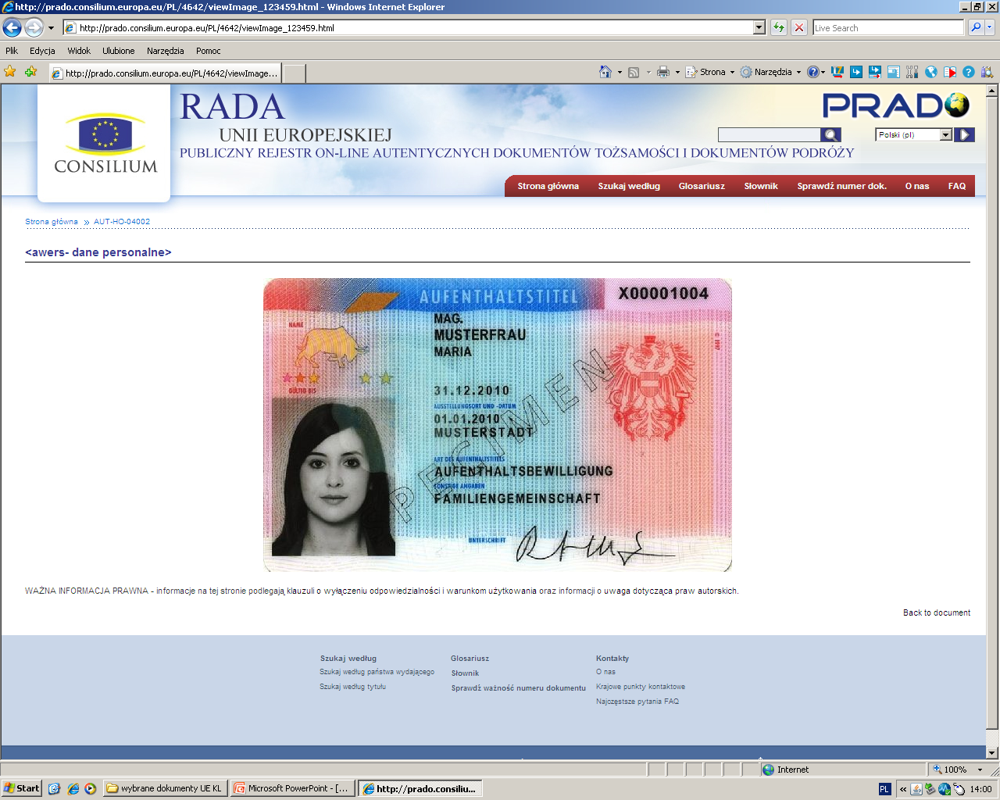 http://prado.consilium.europa.eu/PL/4642/viewImage_123459.html - Windows Internet Explorer
http://prado.consilium.europa.eu/PL/4642/viewImage_123459.html
Live Search
Plik Edycja Widok Ulubione Narzędzia Pomoc
http://prado.consilium.europa.eu/PL/4642/viewImage...
Strona Narzędzia
CONSILIUM
RADA
UNII EUROPEJSKIEJ
PUBLICZNY REJESTR ON-LINE AUTENTYCZNYCH DOKUMENTÓW TOŻSAMOŚCI I DOKUMENTÓW PODRÓŻY
PRADO
Polski (pl)
Strona główna Szukaj według Glosariusz Słownik Sprawdź numer dok. O nas FAQ
Strona główna » AUT-HO-04002
<awers- dane personalne>
AUFENTHALTSTITEL
X00001004
NAME
MAG.
MUSTERFRAU
MARIA
© 1997
GÜLTIG BIS
31.12.2010
AUSSTELLUNGSORT UND -DATUM
01.01.2010
MUSTERSTADT
ART DES AUFENTHALTSTITELS
AUFENTHALTSBEWILLIGUNG
SONSTIGE ANGABEN
FAMILIENGEMEINSCHAFT
UNTERSCHRIFT
SPECIMEN
WAŻNA INFORMACJA PRAWNA - informacje na tej stronie podlegają klauzuli o wyłączeniu odpowiedzialności i warunkom użytkowania oraz informacji o uwaga dotycząca praw autorskich.
Back to document
Szukaj według
Szukaj według państwa wydającego
Szukaj według tytułu
Glosariusz
Słownik
Sprawdź ważność numeru dokumentu
Kontakty
O nas
Krajowe punkty kontaktowe
Najczęstsze pytania FAQ
Internet
100%
Start
wybrane dokumenty UE KL
Microsoft PowerPoint - [...
http://prado.consiliu...
PL
14:00